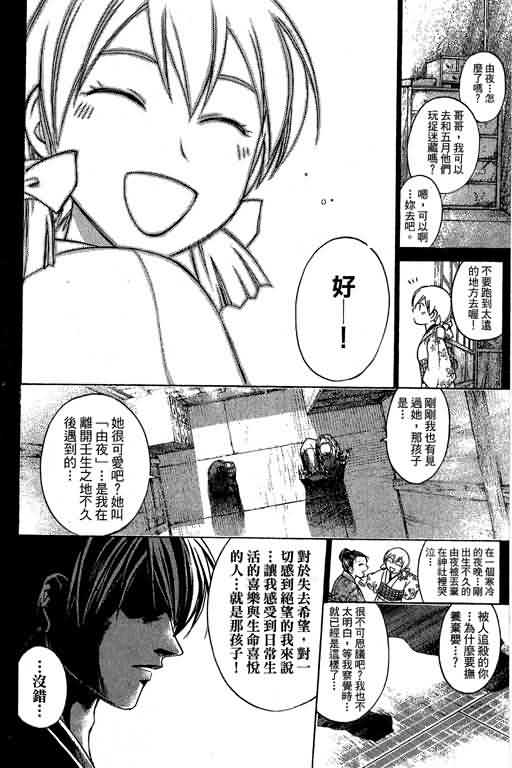 由夜…怎
麼了嗎？
哥哥，我可以
去和五月他們
玩捉迷藏嗎？
嗯，可以啊
…妳去吧。
不要跑到太遠
的地方去喔！
好——！
剛剛我也有見
過她，那孩子
是…
她很可愛吧？她叫
「由夜」…是我在
離開壬生之地不久
後遇到的…
在一個寒冷
的夜晚…剛
出生不久的
由夜被丟棄
在神社裡哭
泣…
被人追殺的你
…為什麼要撫
養棄嬰…？
很不可思議吧？我也不
太明白，等我察覺時…
就已經是這樣了…
對於失去希望，對一
切感到絕望的我來說
…讓我感受到日常生
活的喜樂與生命喜悅
的人…就是那孩子！
…沒錯…